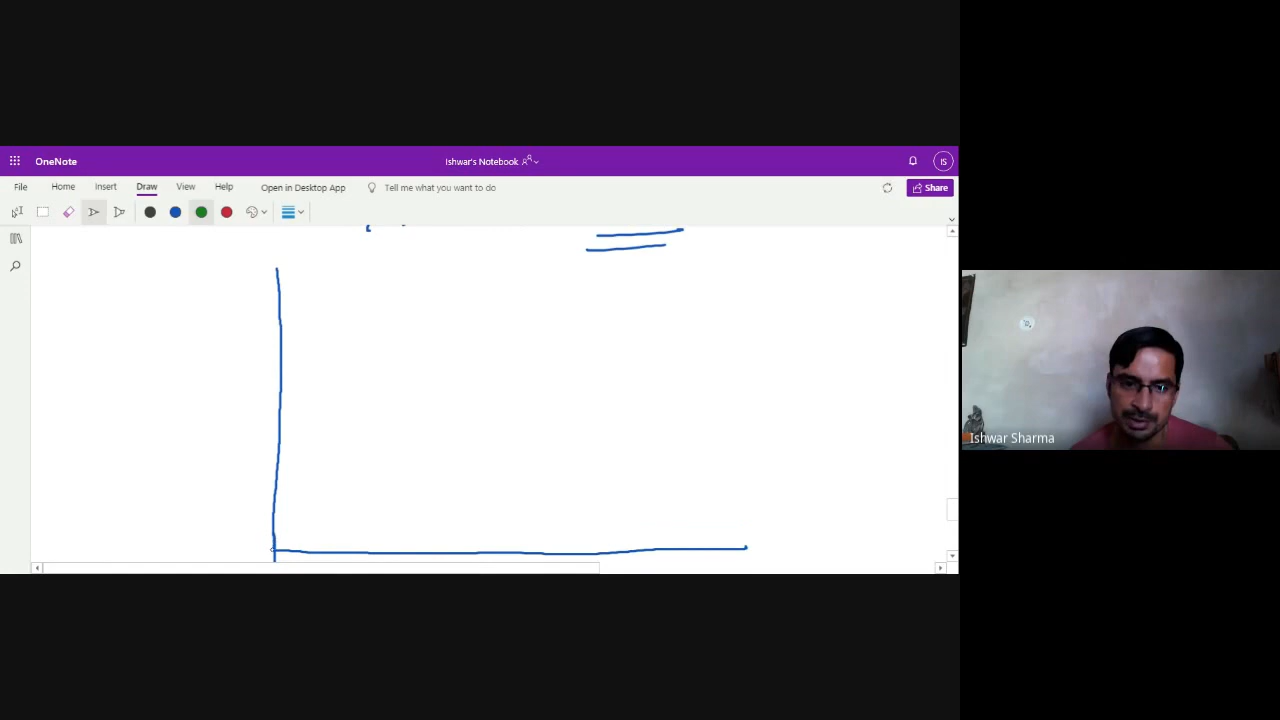 OneNote
Ishwar's Notebook
IS
File Home Insert Draw View Help Open in Desktop App Tell me what you want to do
Share
Ishwar Sharma